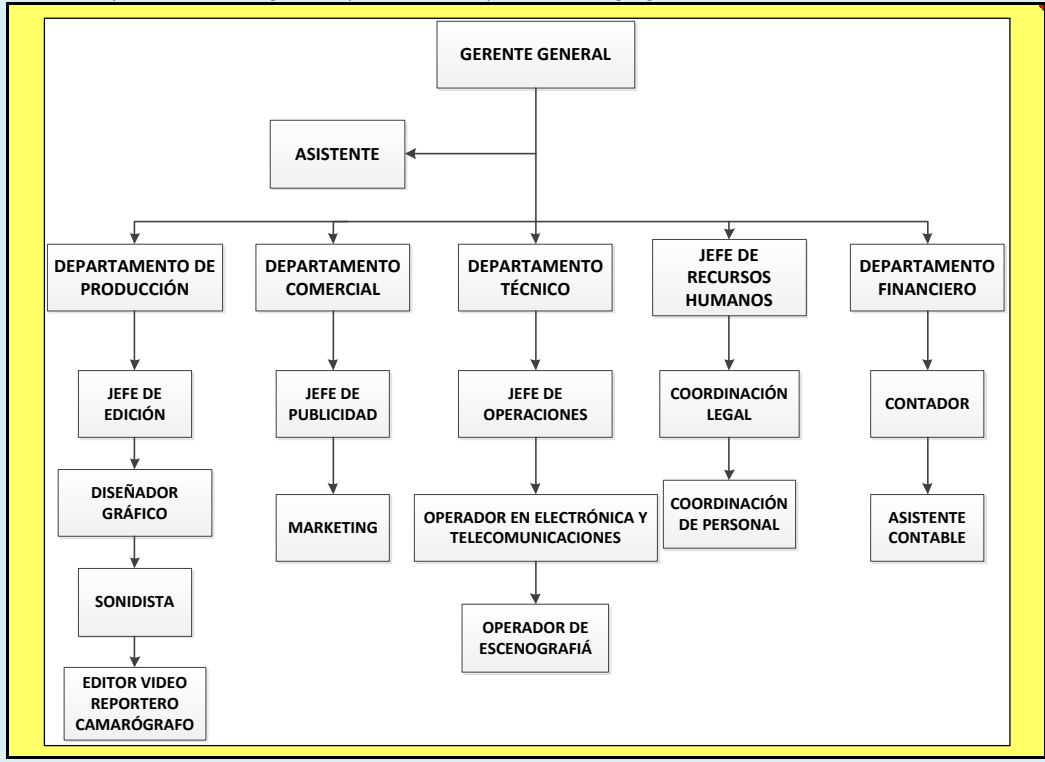 GERENTE GENERAL
ASISTENTE
DEPARTAMENTO DE
PRODUCCIÓN
DEPARTAMENTO
COMERCIAL
DEPARTAMENTO
TÉCNICO
JEFE DE
RECURSOS
HUMANOS
DEPARTAMENTO
FINANCIERO
JEFE DE
EDICIÓN
JEFE DE
PUBLICIDAD
JEFE DE
OPERACIONES
COORDINACIÓN
LEGAL
CONTADOR
DISEÑADOR
GRÁFICO
MARKETING
OPERADOR EN ELECTRÓNICA Y
TELECOMUNICACIONES
COORDINACIÓN
DE PERSONAL
ASISTENTE
CONTABLE
SONIDISTA
OPERADOR DE
ESCENOGRAFIÁ
EDITOR VIDEO
REPORTERO
CAMARÓGRAFO